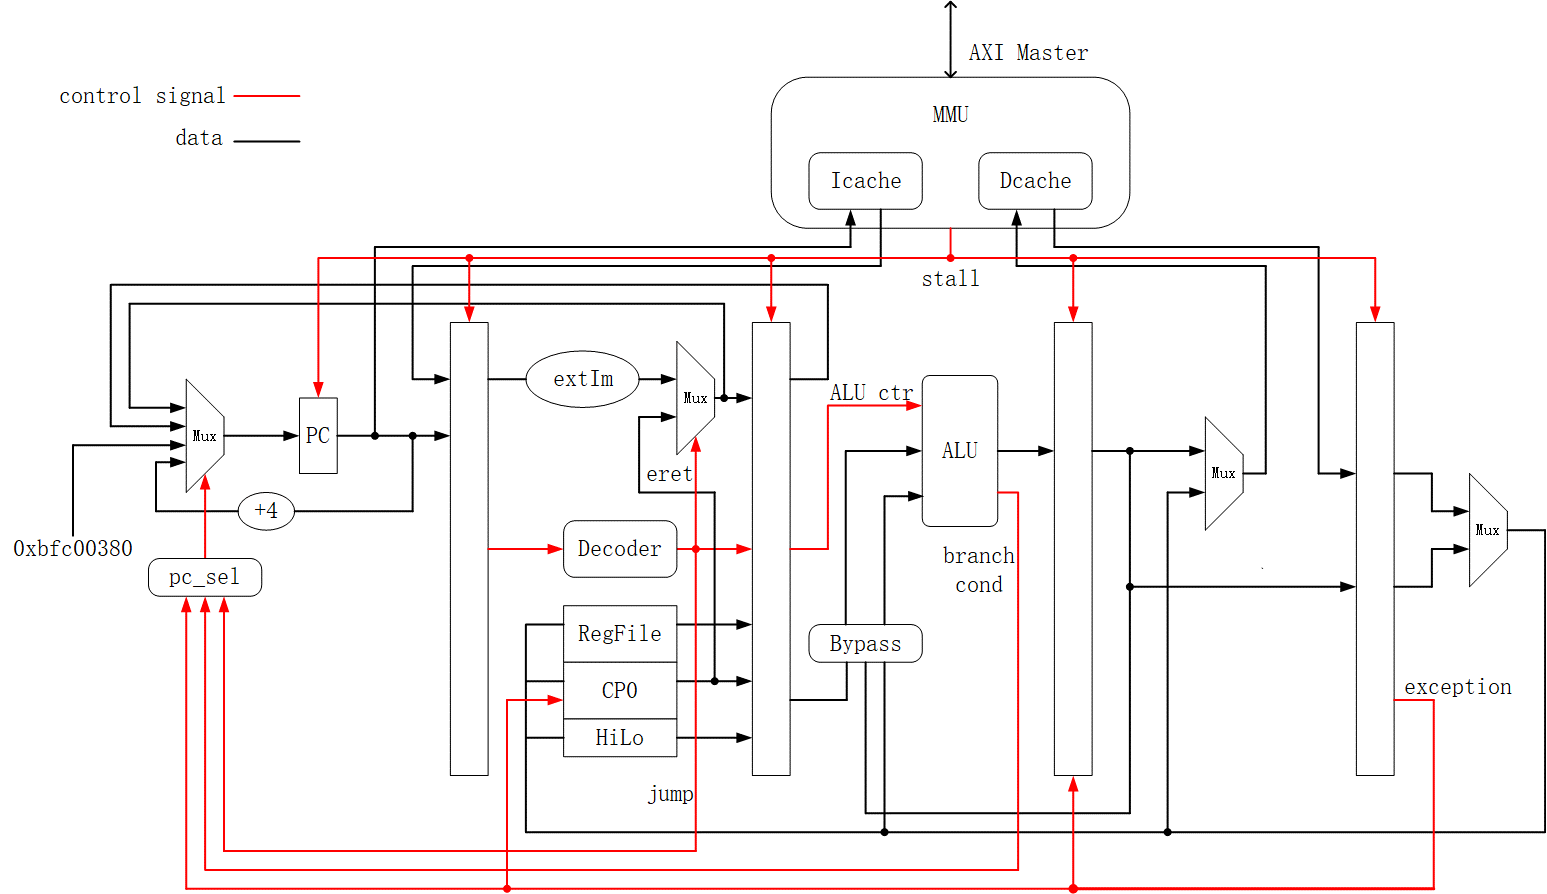 AXI Master
control signal
MMU
data
Icache
Dcache
stall
extIm
Mux
ALU ctr
Mux
PC
ALU
eret
Mux
+4
Mux
0xbfc00380
Decoder
branch
cond
pc_sel
RegFile
Bypass
CP0
exception
HiLo
jump